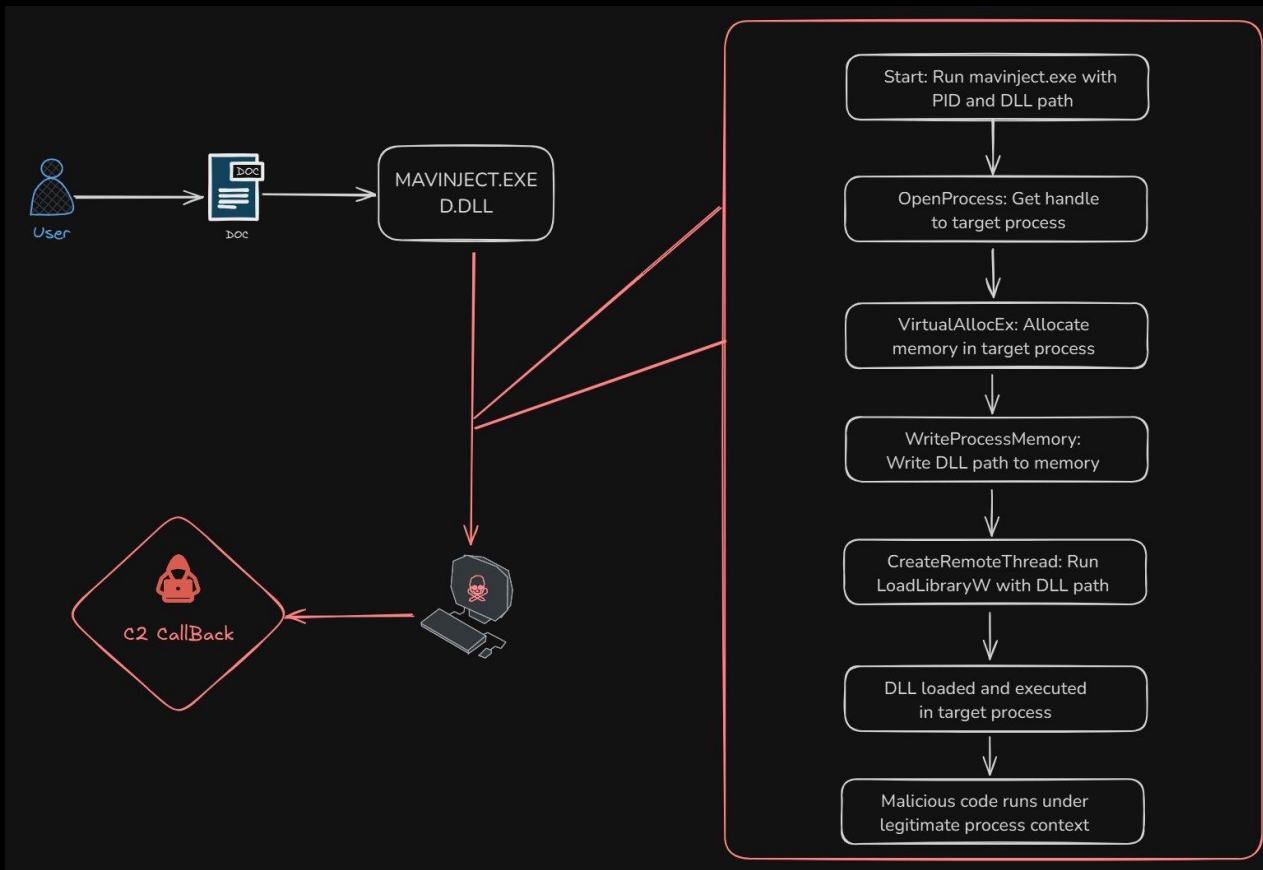 User
DOC
DOC
MAVINJECT.EXE
D.DLL
C2 CallBack
Start: Run mavinject.exe with
PID and DLL path
OpenProcess: Get handle
to target process
VirtualAllocEx: Allocate
memory in target process
WriteProcessMemory:
Write DLL path to memory
CreateRemoteThread: Run
LoadLibraryW with DLL path
DLL loaded and executed
in target process
Malicious code runs under
legitimate process context